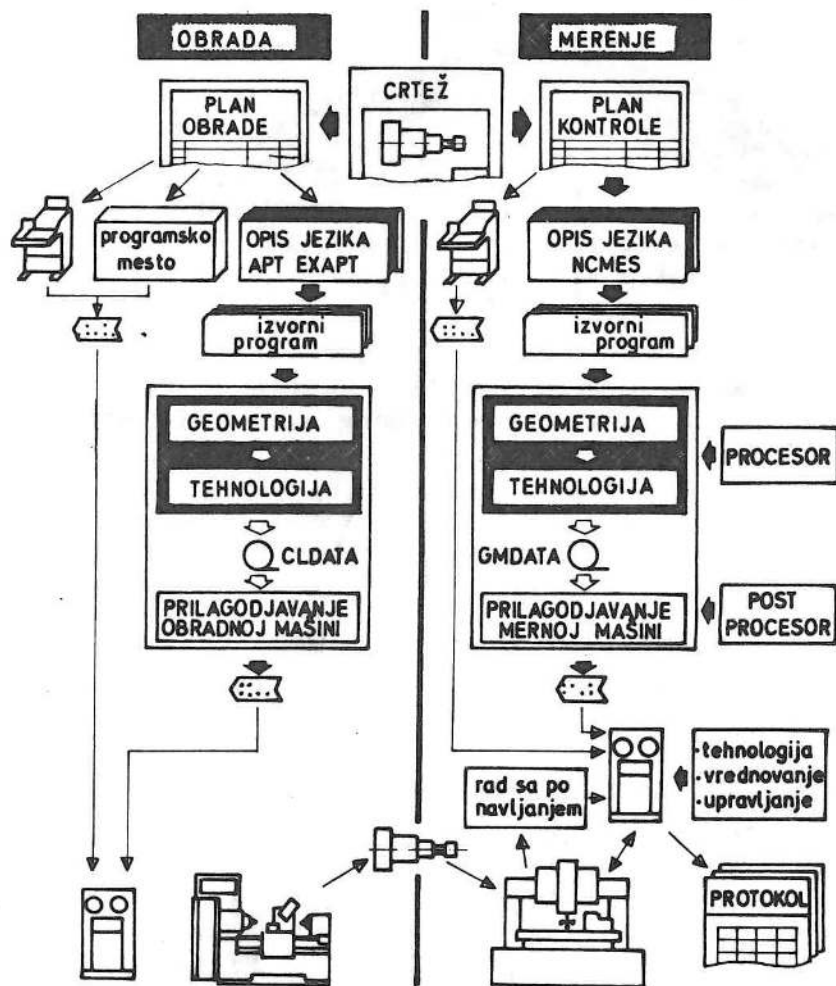 OBRADA
MERENJE
CRTEŽ
PLAN
OBRADE
PLAN
KONTROLE
programsko
mesto
OPIS JEZIKA
APT EXAPT
OPIS JEZIKA
NCMES
izvorni
program
izvorni
program
GEOMETRIJA
TEHNOLOGIJA
CLDATA
PRILAGODJAVANJE
OBRADNOJ MAŠINI
GEOMETRIJA
TEHNOLOGIJA
GMDATA
PRILAGODJAVANJE
MERNOJ MAŠINI
PROCESOR
POST
PROCESOR
·tehnologija
·vrednovanje
·upravljanje
rad sa po
navljanjem
PROTOKOL